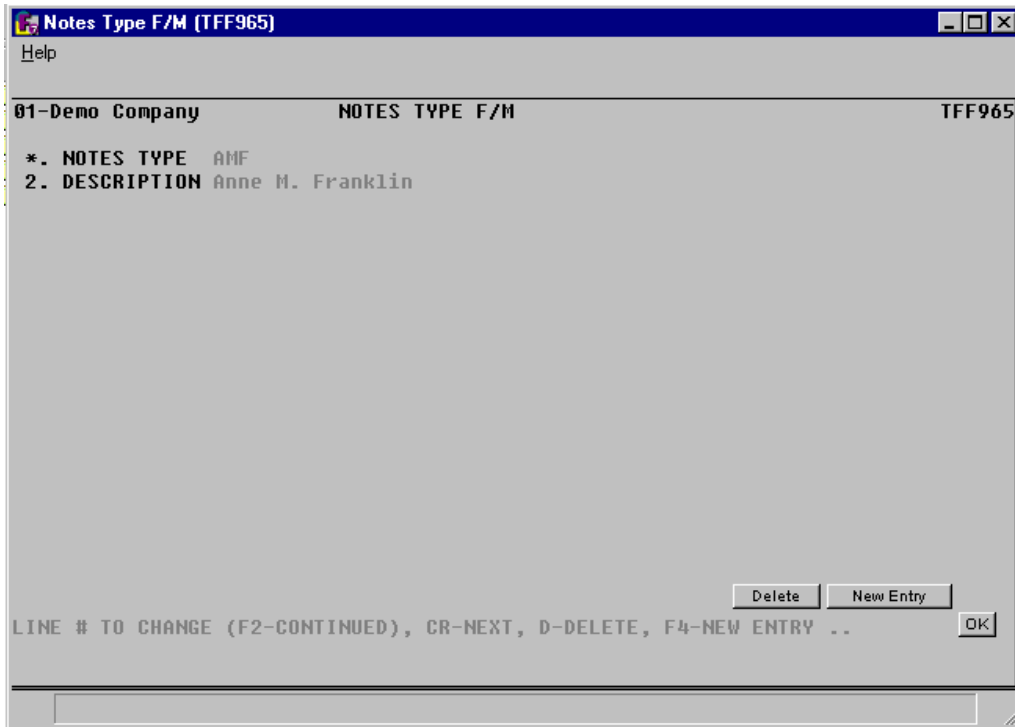 Notes Type F/M (TFF965)
Help
01-Demo Company NOTES TYPE F/M TFF965
*. NOTES TYPE AMF
2. DESCRIPTION Anne M. Franklin
Delete New Entry
LINE # TO CHANGE (F2-CONTINUED), CR-NEXT, D-DELETE, F4-NEW ENTRY .. OK